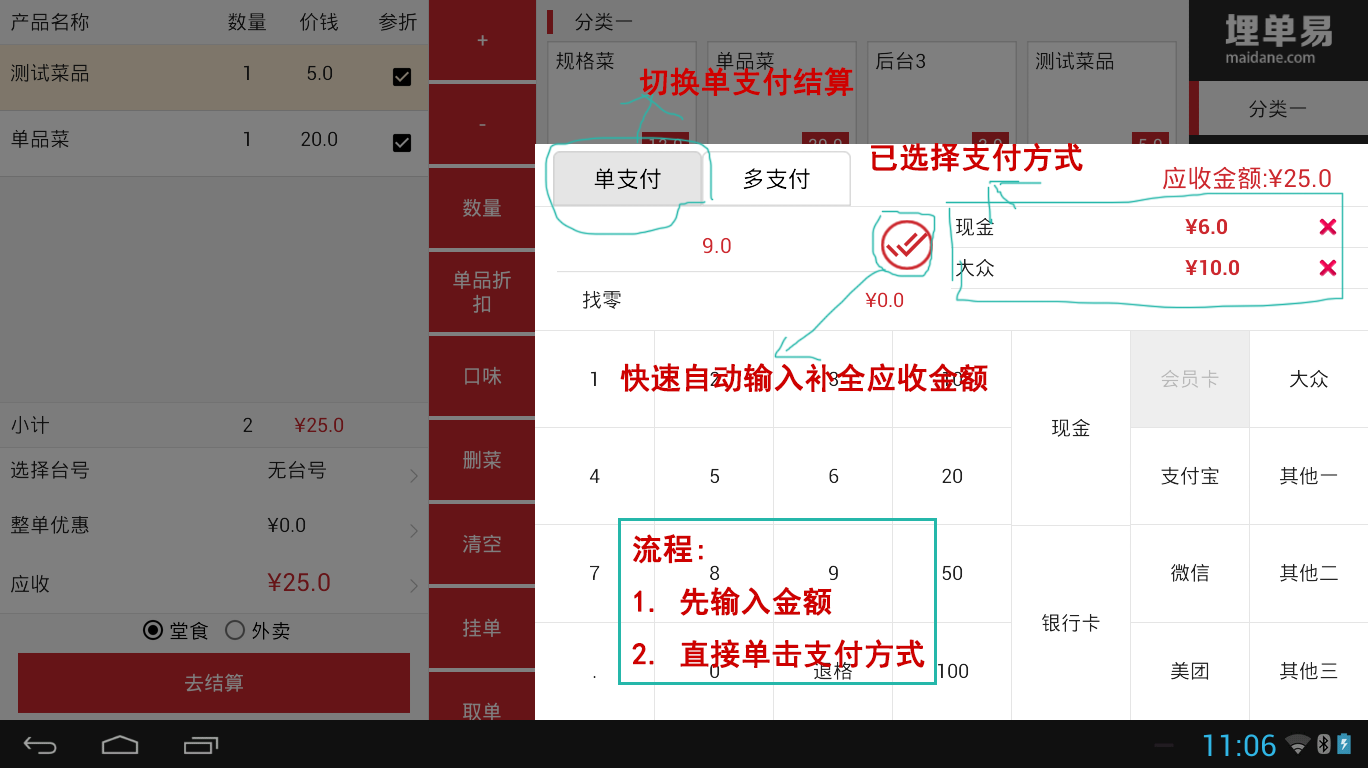 产品名称 数量 价钱 参折
测试菜品 1 5.0
单品菜 1 20.0
小计 2 ¥25.0
选择台号 无台号
整单优惠 ¥0.0
应收 ¥25.0
堂食 外卖
去结算
+
-
数量
单品折
扣
口味
删菜
清空
挂单
取单
分类一
规格菜 单品菜 后台3 测试菜品
切换单支付结算
埋单易
maidane.com
分类一
单支付 多支付
已选择支付方式
应收金额:¥25.0
9.0
现金 ¥6.0
大众 ¥10.0
找零 ¥0.0
快速自动输入补全应收金额
1 2 3 10
4 5 6 20
7 8 9 50
. 0 退格 100
现金
银行卡
会员卡 大众
支付宝 其他一
微信 其他二
美团 其他三
流程:
1. 先输入金额
2. 直接单击支付方式
11:06